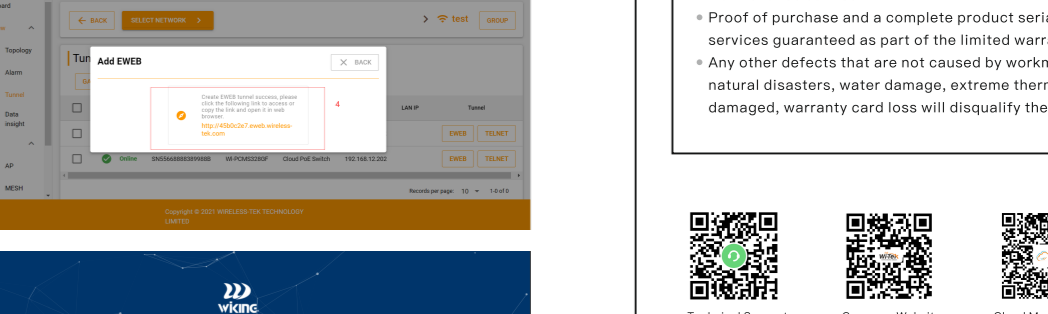 BACK
SELECT NETWORK >
> test
GROUP
Topology
Alarm
Tunnel
Data
insight
AP
MESH
Tun
Add EWEB
X BACK
Create EWEB tunnel success, please
click the following link to access or
copy the link and open it in web
browser.
http://45b0c2e7.eweb.wireless-
tek.com
4
LAN IP
Tunnel
EWEB
TELNET
Online
SN5566888838998B
WI-PCMS328GF
Cloud PoE Switch
192.168.12.202
EWEB
TELNET
Records per page: 10
1-0 of 0
Copyright © 2021 WIRELESS-TEK TECHNOLOGY
LIMITED
WIKING
Proof of purchase and a complete product seria
services guaranteed as part of the limited warra
Any other defects that are not caused by workm
natural disasters, water damage, extreme therr
damaged, warranty card loss will disqualify the
Wi-Tek